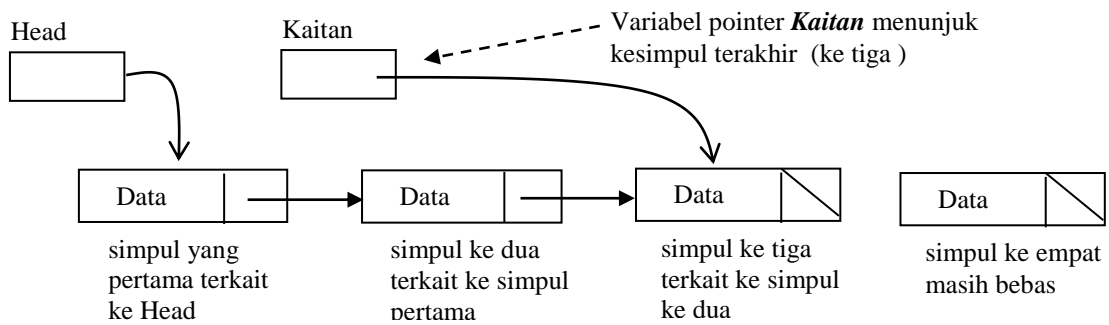 Head
Kaitan
Variabel pointer Kaitan menunjuk
kesimpul terakhir (ke tiga )
Data
Data
Data
Data
simpul yang
pertama terkait
ke Head
simpul ke dua
terkait ke simpul
pertama
simpul ke tiga
terkait ke simpul
ke dua
simpul ke empat
masih bebas